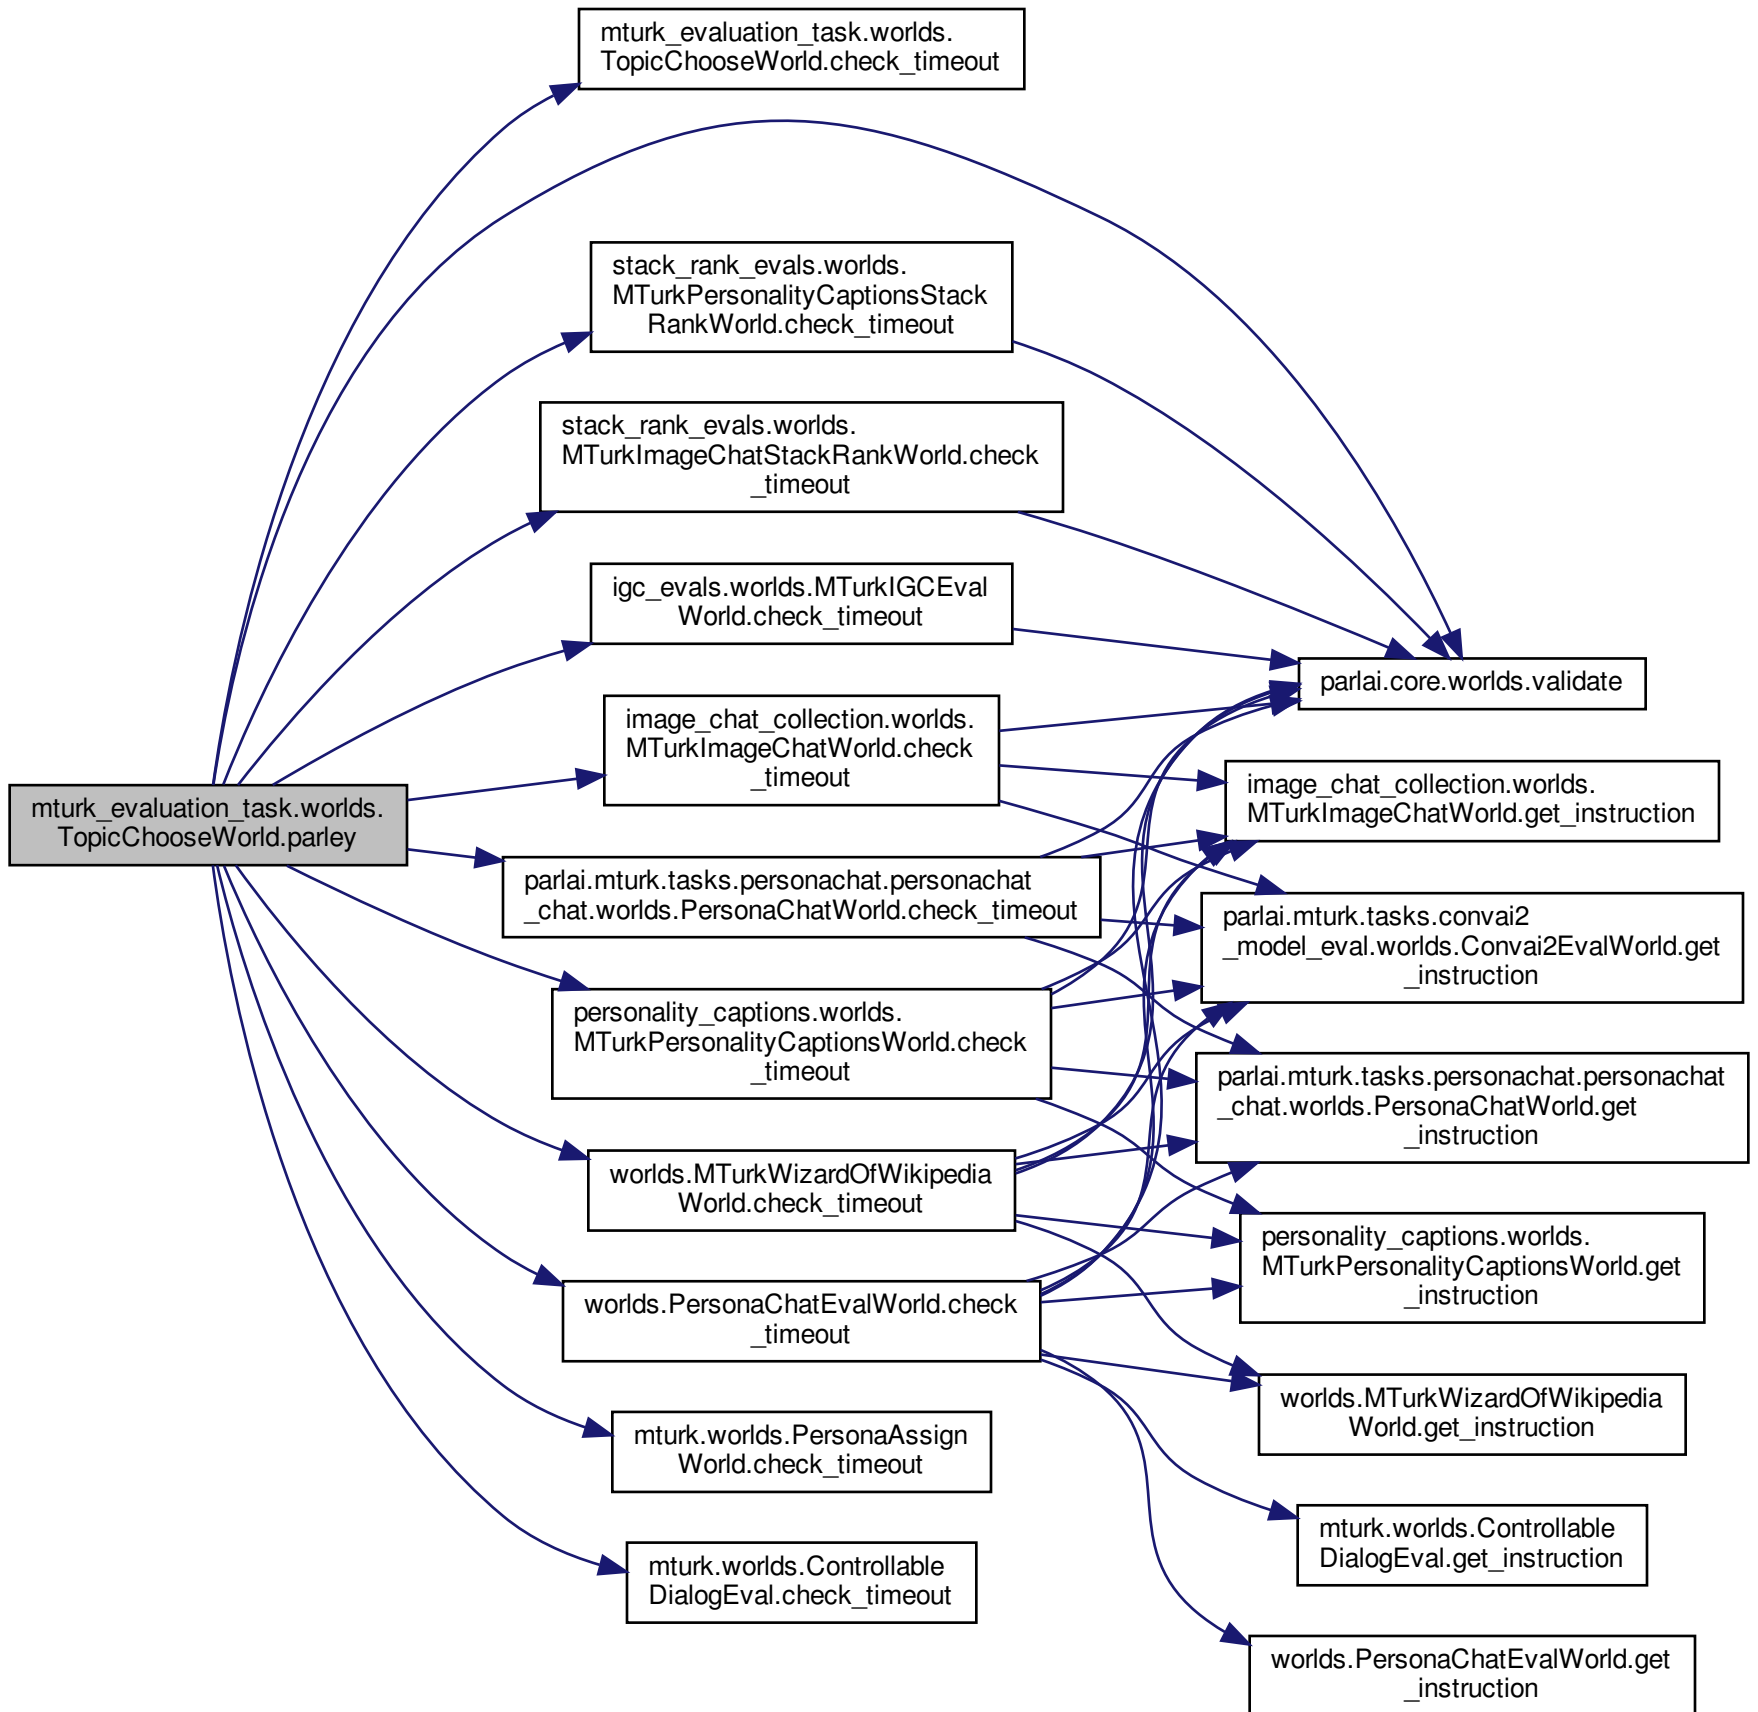 mturk_evaluation_task.worlds.
TopicChooseWorld.check_timeout
stack_rank_evals.worlds.
MTurkPersonalityCaptionsStack
RankWorld.check_timeout
stack_rank_evals.worlds.
MTurkImageChatStackRankWorld.check
_timeout
igc_evals.worlds.MTurkIGCEval
World.check_timeout
parlai.core.worlds.validate
image_chat_collection.worlds.
MTurkImageChatWorld.check
_timeout
image_chat_collection.worlds.
MTurkImageChatWorld.get_instruction
mturk_evaluation_task.worlds.
TopicChooseWorld.parley
parlai.mturk.tasks.personachat.personachat
_chat.worlds.PersonaChatWorld.check_timeout
parlai.mturk.tasks.convai2
_model_eval.worlds.Convai2EvalWorld.get
_instruction
personality_captions.worlds.
MTurkPersonalityCaptionsWorld.check
_timeout
parlai.mturk.tasks.personachat.personachat
_chat.worlds.PersonaChatWorld.get
_instruction
worlds.MTurkWizardOfWikipedia
World.check_timeout
personality_captions.worlds.
MTurkPersonalityCaptionsWorld.get
_instruction
worlds.PersonaChatEvalWorld.check
_timeout
worlds.MTurkWizardOfWikipedia
World.get_instruction
mturk.worlds.PersonaAssign
World.check_timeout
mturk.worlds.Controllable
DialogEval.get_instruction
mturk.worlds.Controllable
DialogEval.check_timeout
worlds.PersonaChatEvalWorld.get
_instruction